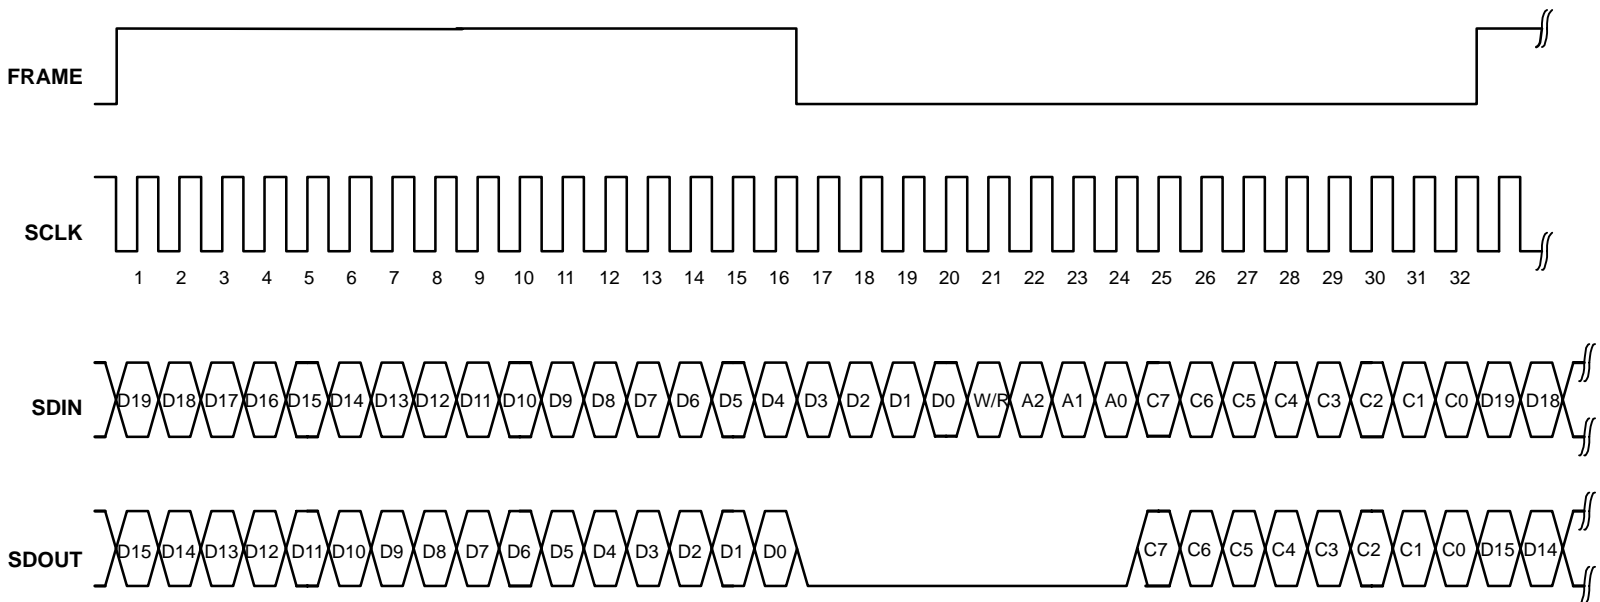 FRAME
SCLK
1 2 3 4 5 6 7 8 9 10 11 12 13 14 15 16 17 18 19 20 21 22 23 24 25 26 27 28 29 30 31 32
SDIN D19 D18 D17 D16 D15 D14 D13 D12 D11 D10 D9 D8 D7 D6 D5 D4 D3 D2 D1 D0 W/R A2 A1 A0 C7 C6 C5 C4 C3 C2 C1 C0 D19 D18
SDOUT D15 D14 D13 D12 D11 D10 D9 D8 D7 D6 D5 D4 D3 D2 D1 D0 C7 C6 C5 C4 C3 C2 C1 C0 D15 D14